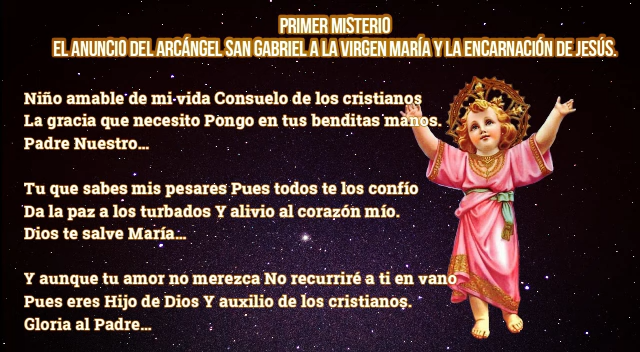 PRIMER MISTERIO
EL ANUNCIO DEL ARCÁNGEL SAN GABRIEL A LA VIRGEN MARÍA Y LA ENCARNACIÓN DE JESÚS.
Niño amable de mi vida Consuelo de los cristianos
La gracia que necesito Pongo en tus benditas manos.
Padre Nuestro...
Tu que sabes mis pesares Pues todos te los confío
Da la paz a los turbados Y alivio al corazón mío.
Dios te salve María...
Y aunque tu amor no merezca No recurriré a ti en vano
Pues eres Hijo de Dios Y auxilio de los cristianos.
Gloria al Padre...